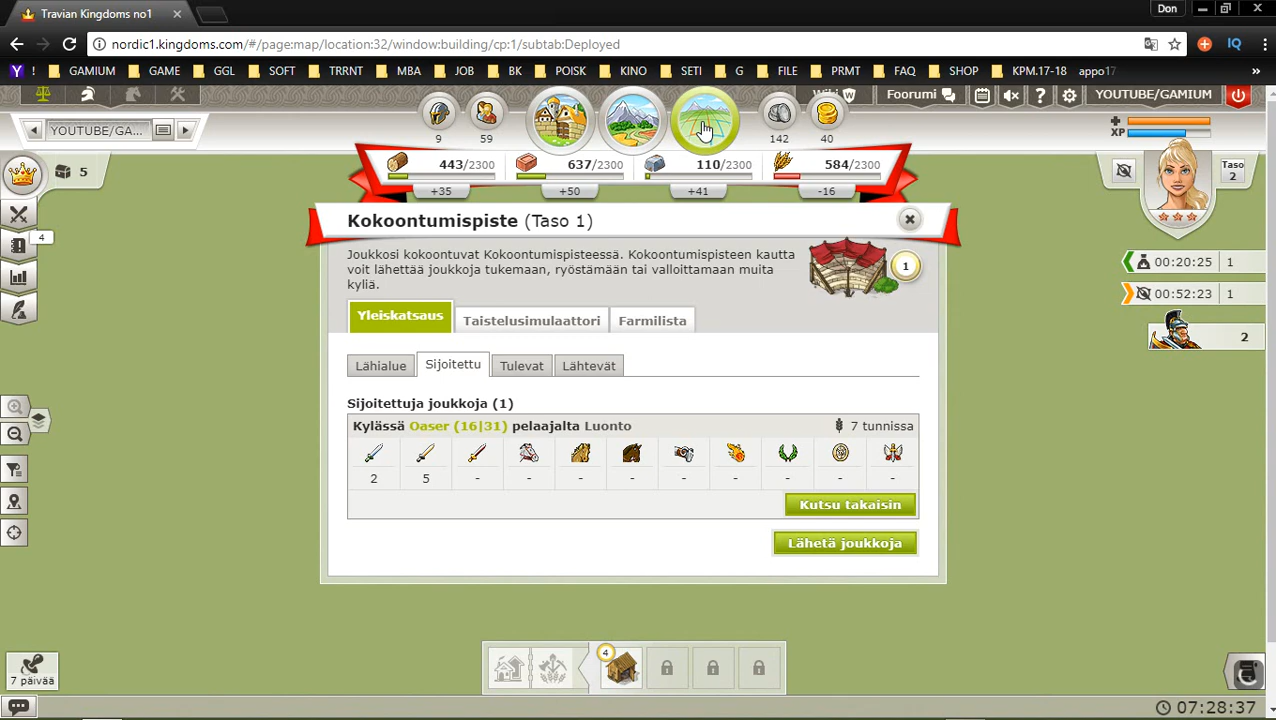 Travian Kingdoms no1
Don
nordic1.kingdoms.com/#/page:map/location:32/window:building/cp:1/subtab:Deployed
! GAMIUM GAME GGL SOFT TRRNT MBA JOB BK POISK KINO SETI G FILE PRMT FAQ SHOP KPM.17-18 appo17 »
Wiki Foorumi ? YOUTUBE/GAMIUM
YOUTUBE/GA...
9 59 142 40
XP
443/2300 637/2300 110/2300 584/2300
+35 +50 +41 -16
5
4
Taso 2
00:20:25 1
00:52:23 1
2
Kokoontumispiste (Taso 1)
Joukkosi kokoontuvat Kokoontumispisteessä. Kokoontumispisteen kautta
voit lähettää joukkoja tukemaan, ryöstämään tai valloittamaan muita
kyliä.
1
Yleiskatsaus Taistelusimulaattori Farmilista
Lähialue Sijoitettu Tulevat Lähtevät
Sijoitettuja joukkoja (1)
Kylässä Oaser (16|31) pelaajalta Luonto 7 tunnissa
2 5 - - - - - - - - -
Kutsu takaisin
Lähetä joukkoja
4
7 päivää
07:28:37